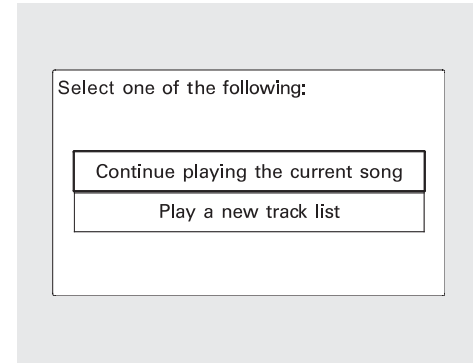 Select one of the following:
Continue playing the current song
Play a new track list